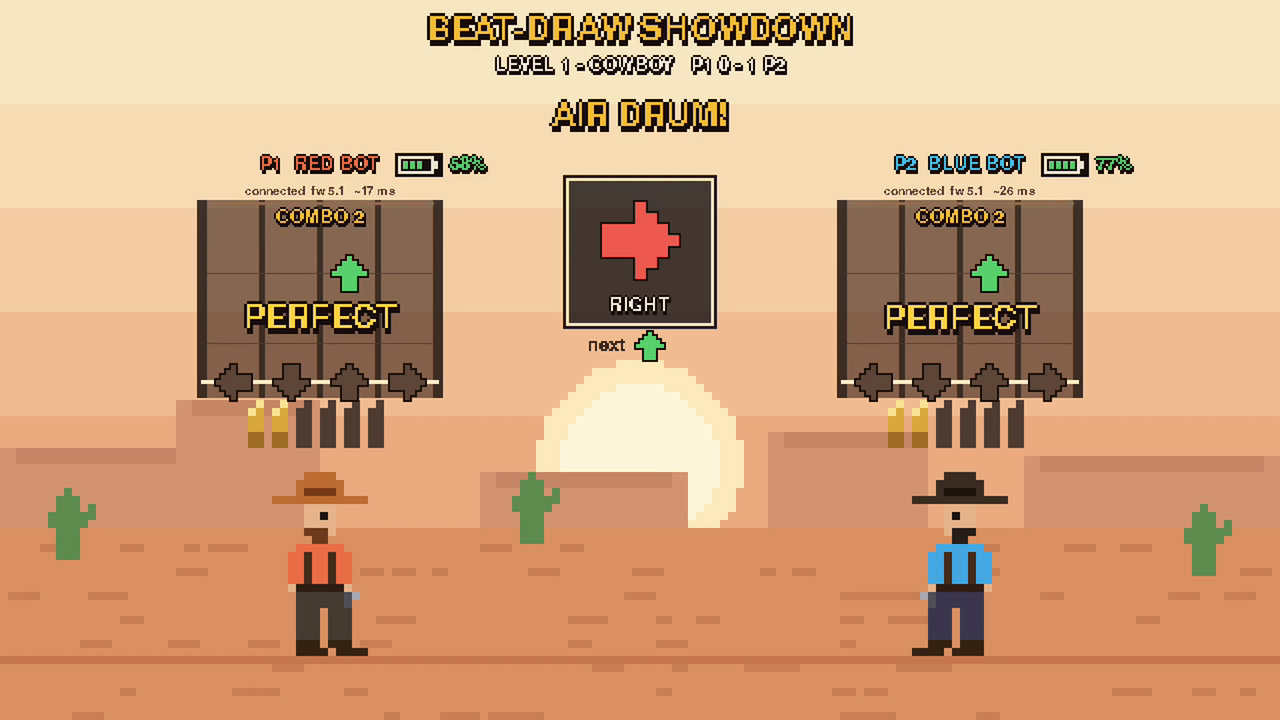 BEAT-DRAW SHOWDOWN
LEVEL 1 - COWBOY P1 0 - 1 P2
AIR DRUM!
P1 RED BOT 58%
connected fw 5.1 ~17 ms
COMBO 2
PERFECT
RIGHT
next
P2 BLUE BOT 77%
connected fw 5.1 ~26 ms
COMBO 2
PERFECT